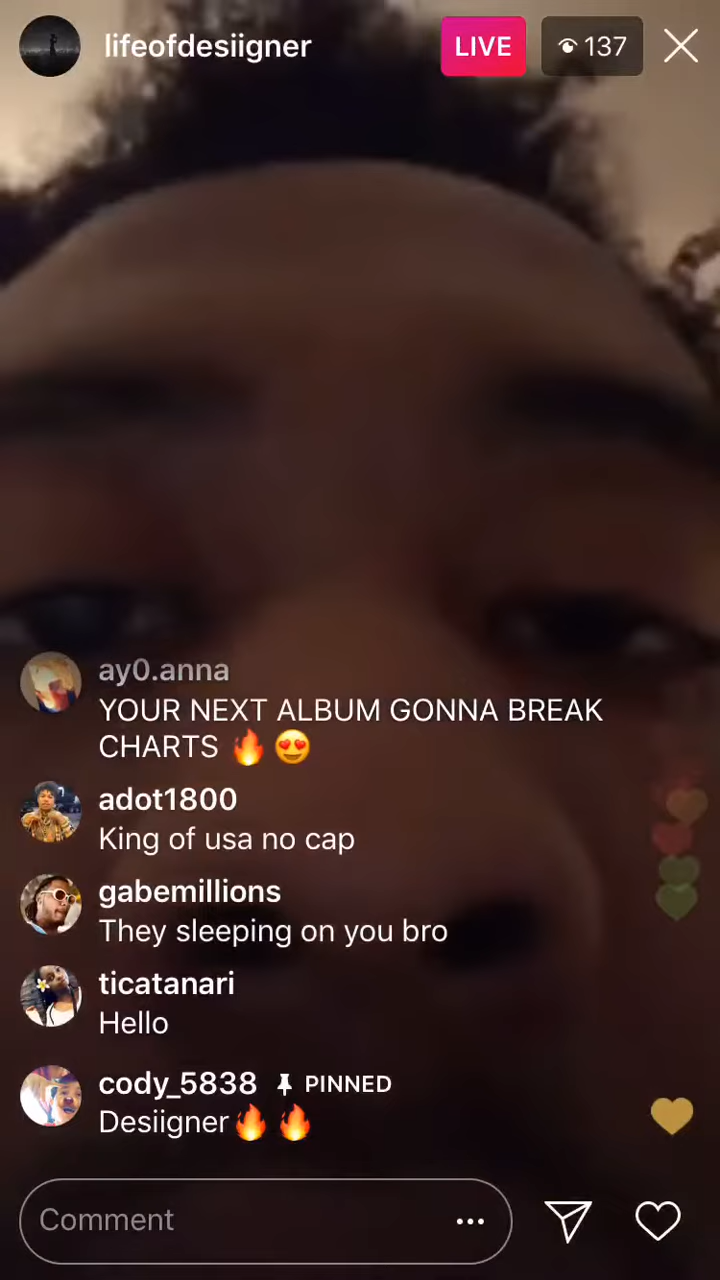 lifeofdesiigner LIVE 137
ay0.anna
YOUR NEXT ALBUM GONNA BREAK
CHARTS 🔥 😍
adot1800
King of usa no cap
gabemillions
They sleeping on you bro
ticatanari
Hello
cody_5838 PINNED
Desiigner🔥 🔥
Comment